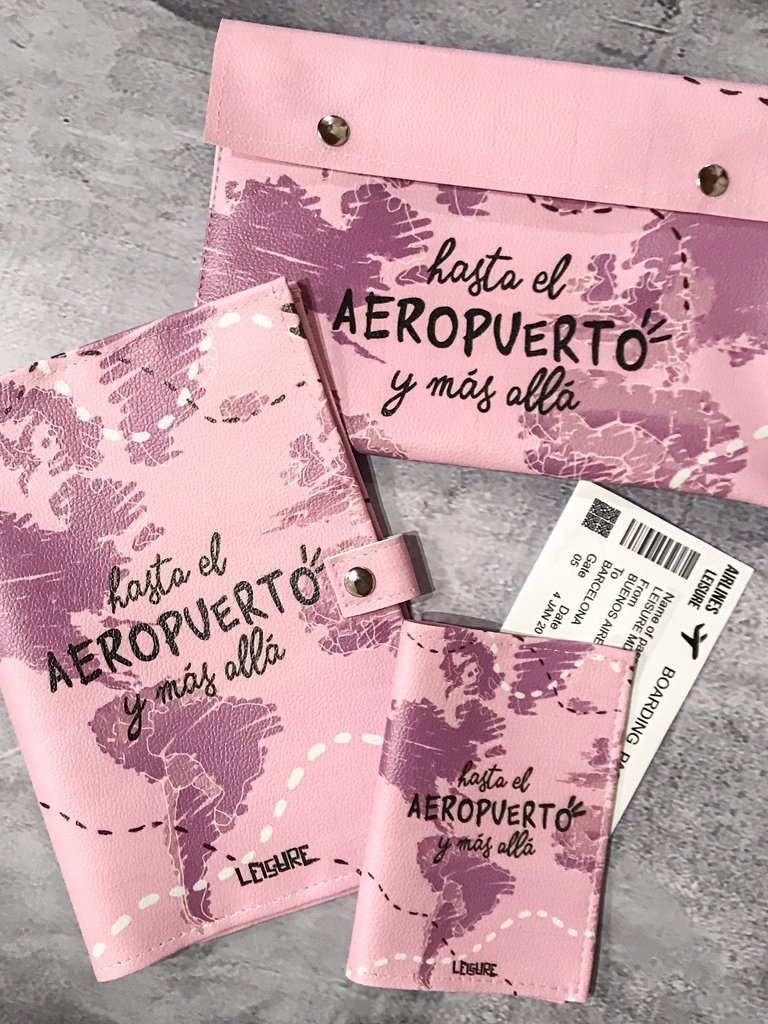 hasta el
AEROPUERTO
y más allá
hasta el
AEROPUERTO
y más allá
LEISURE
hasta el
AEROPUERTO
y más allá
LEISURE
AIRLINES
LEISURE
BOARDING
Name of
LEISURE
From
BUENOS
To
BARCELONA
Gate
05
Date
4 JAN 20